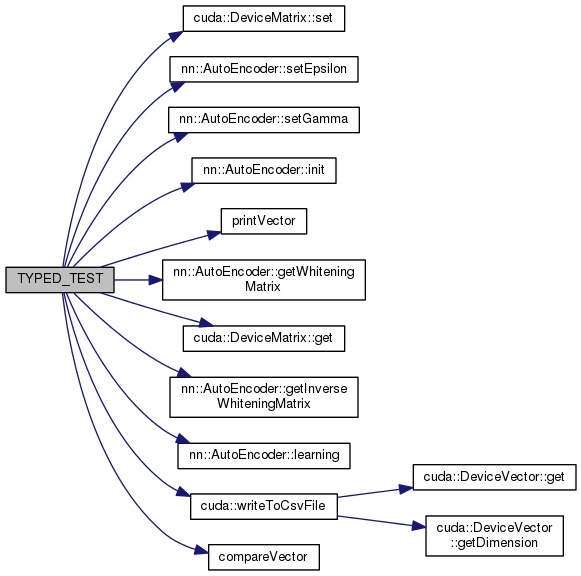 cuda::DeviceMatrix::set
nn::AutoEncoder::setEpsilon
nn::AutoEncoder::setGamma
nn::AutoEncoder::init
printVector
TYPED_TEST
nn::AutoEncoder::getWhitening
Matrix
cuda::DeviceMatrix::get
nn::AutoEncoder::getInverse
WhiteningMatrix
nn::AutoEncoder::learning
cuda::writeToCsvFile
cuda::DeviceVector::get
cuda::DeviceVector
::getDimension
compareVector